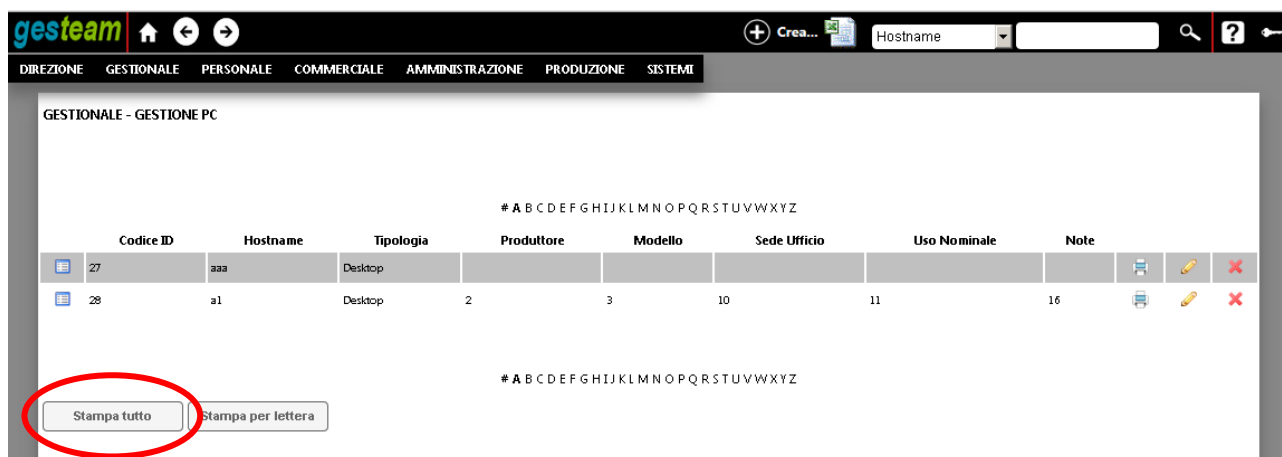 gesteam Crea... Hostname ?
DIREZIONE GESTIONALE PERSONALE COMMERCIALE AMMINISTRAZIONE PRODUZIONE SISTEMI
GESTIONALE - GESTIONE PC
# A B C D E F G H I J K L M N O P Q R S T U V W X Y Z
Codice ID Hostname Tipologia Produttore Modello Sede Ufficio Uso Nominale Note
27 aaa Desktop
28 a1 Desktop 2 3 10 11 16
# A B C D E F G H I J K L M N O P Q R S T U V W X Y Z
Stampa tutto Stampa per lettera